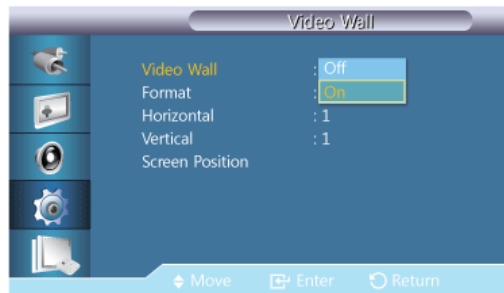 Video Wall
Video Wall : Off
Format : On
Horizontal : 1
Vertical : 1
Screen Position
Move Enter Return